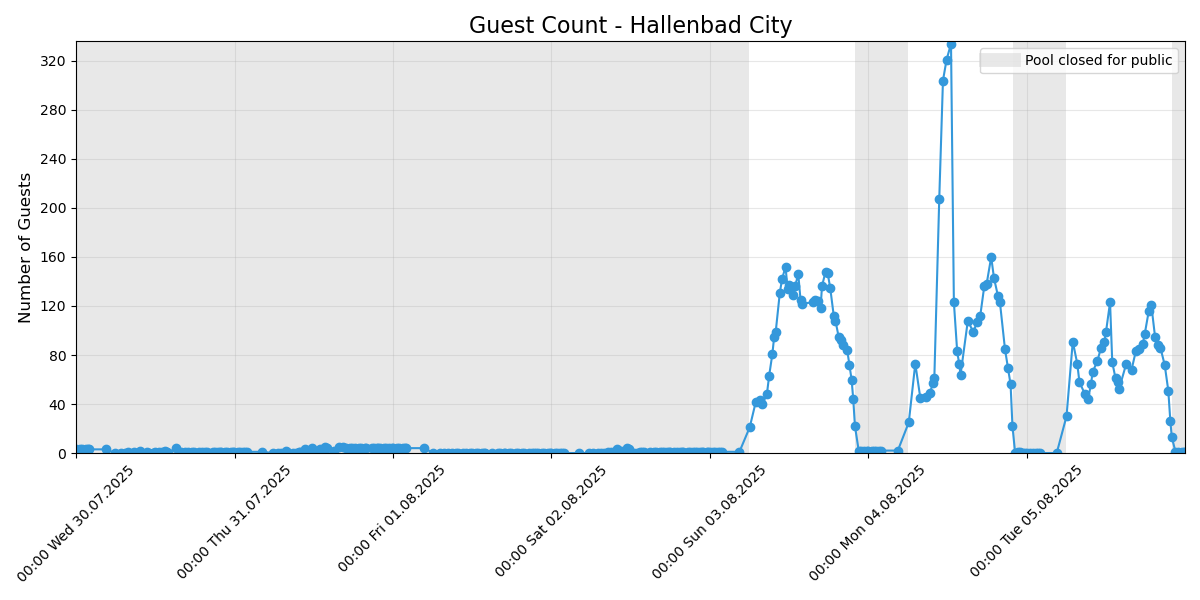 Guest Count - Hallenbad City
Pool closed for public
Number of Guests
320
280
240
200
160
120
80
40
0
00:00 Wed 30.07.2025
00:00 Thu 31.07.2025
00:00 Fri 01.08.2025
00:00 Sat 02.08.2025
00:00 Sun 03.08.2025
00:00 Mon 04.08.2025
00:00 Tue 05.08.2025